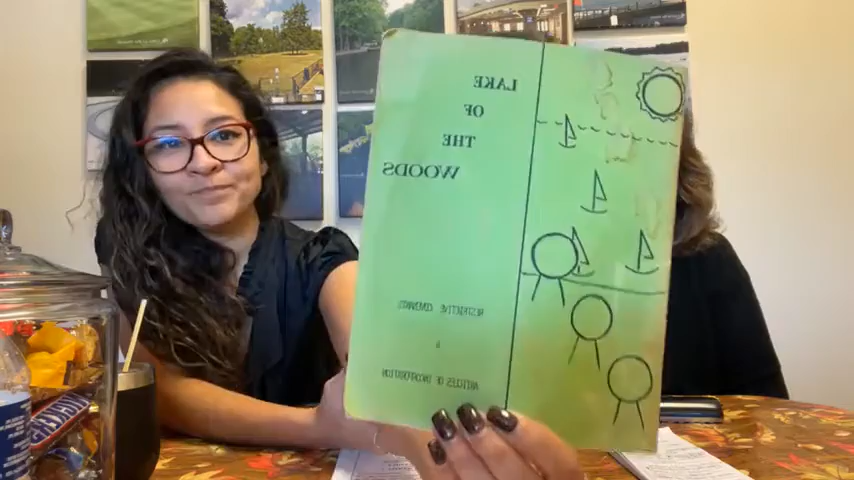 LAKE
OF
THE
WOODS
RESTRICTIVE COVENANTS
&
ARTICLES OF INCORPORATION